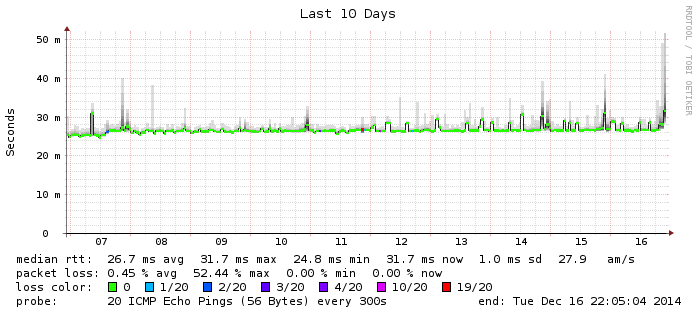 Last 10 Days
RRDTOOL / TOBI OETIKER
Seconds
50 m
40 m
30 m
20 m
10 m
0
07 08 09 10 11 12 13 14 15 16
median rtt: 26.7 ms avg 31.7 ms max 24.8 ms min 31.7 ms now 1.0 ms sd 27.9 am/s
packet loss: 0.45 % avg 52.44 % max 0.00 % min 0.00 % now
loss color: 0 1/20 2/20 3/20 4/20 10/20 19/20
probe: 20 ICMP Echo Pings (56 Bytes) every 300s end: Tue Dec 16 22:05:04 2014